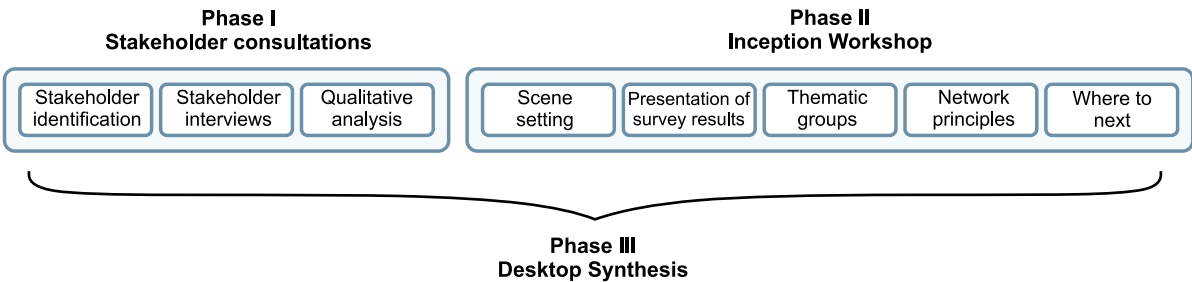 Phase I
Stakeholder consultations
Phase II
Inception Workshop
Stakeholder
identification
Stakeholder
interviews
Qualitative
analysis
Scene
setting
Presentation of
survey results
Thematic
groups
Network
principles
Where to
next
Phase III
Desktop Synthesis